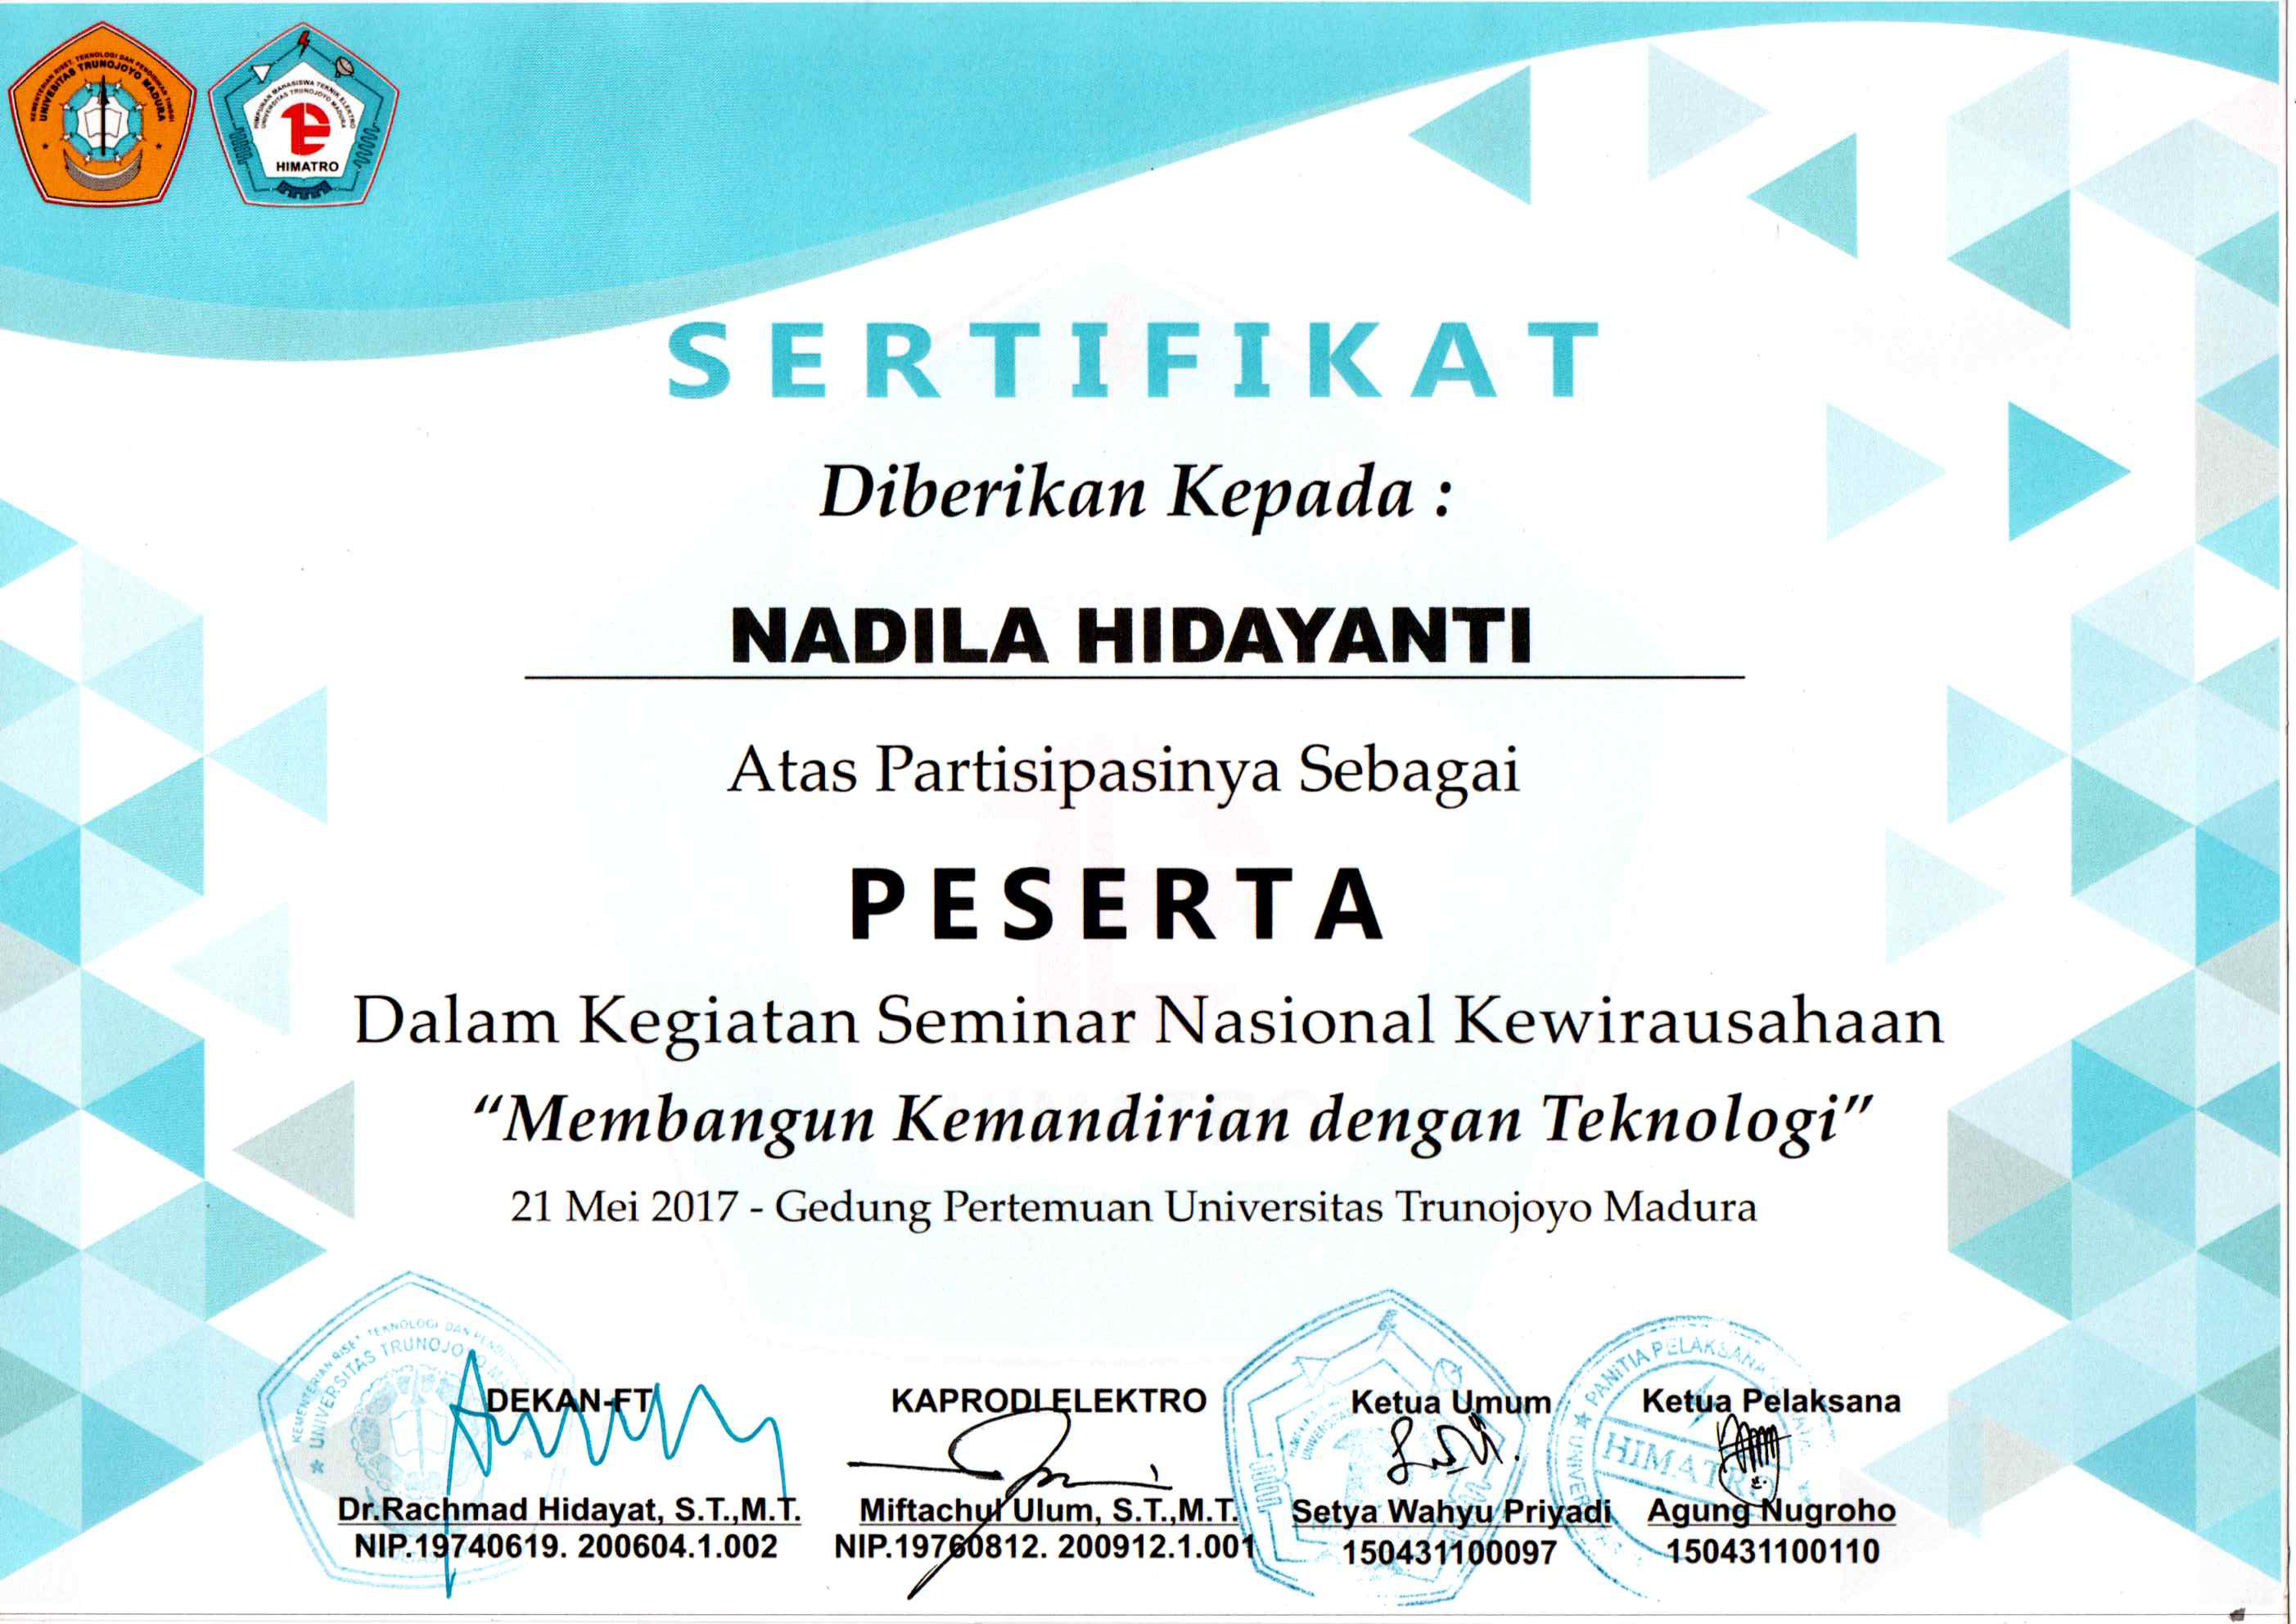 KEMENTERIAN RISET, TEKNOLOGI DAN PENDIDIKAN TINGGI
UNIVERSITAS TRUNOJOYO MADURA
HIMPUNAN MAHASISWA TEKNIK ELEKTRO
UNIVERSITAS TRUNOJOYO MADURA
HIMATRO
SERTIFIKAT
Diberikan Kepada :
NADILA HIDAYANTI
Atas Partisipasinya Sebagai
PESERTA
Dalam Kegiatan Seminar Nasional Kewirausahaan
“Membangun Kemandirian dengan Teknologi”
21 Mei 2017 - Gedung Pertemuan Universitas Trunojoyo Madura
KEMENTERIAN RISET, TEKNOLOGI DAN
UNIVERSITAS TRUNOJOYO
PANITIA PELAKSANA
HIMATRO
DEKAN-FT KAPRODI ELEKTRO Ketua Umum Ketua Pelaksana
Dr.Rachmad Hidayat, S.T.,M.T. Miftachul Ulum, S.T.,M.T. Setya Wahyu Priyadi Agung Nugroho
NIP.19740619. 200604.1.002 NIP.19760812. 200912.1.001 150431100097 150431100110